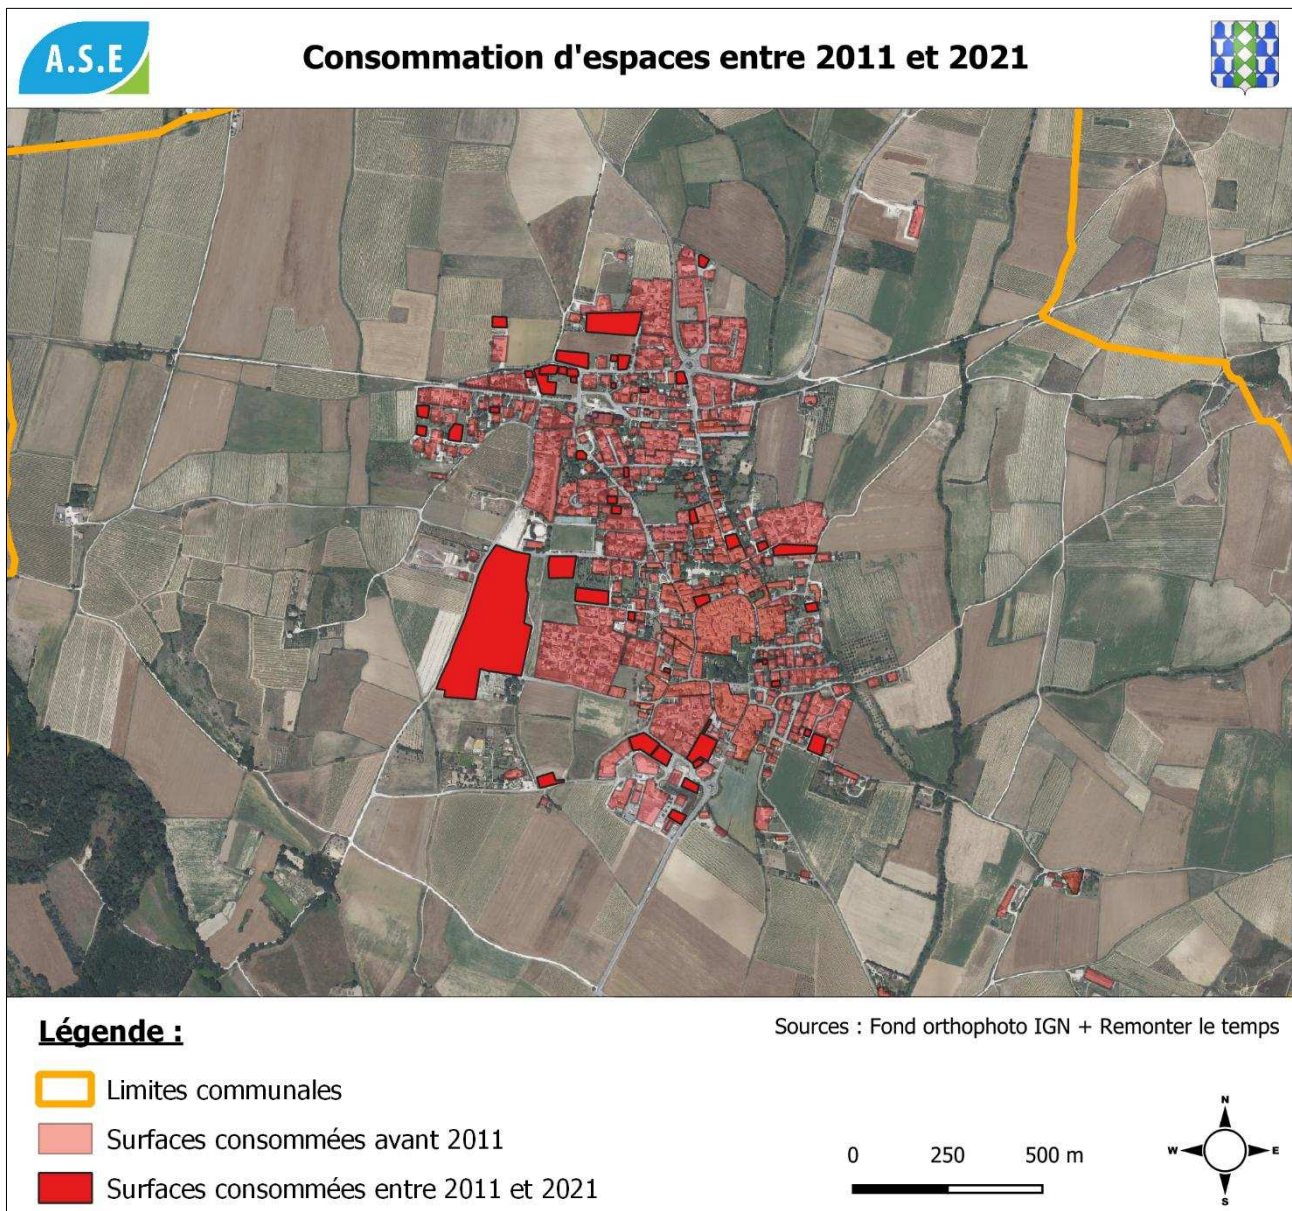 A.S.E
Consommation d'espaces entre 2011 et 2021
Légende :
Sources : Fond orthophoto IGN + Remonter le temps
Limites communales
Surfaces consommées avant 2011
Surfaces consommées entre 2011 et 2021
0 250 500 m
N
W E
S